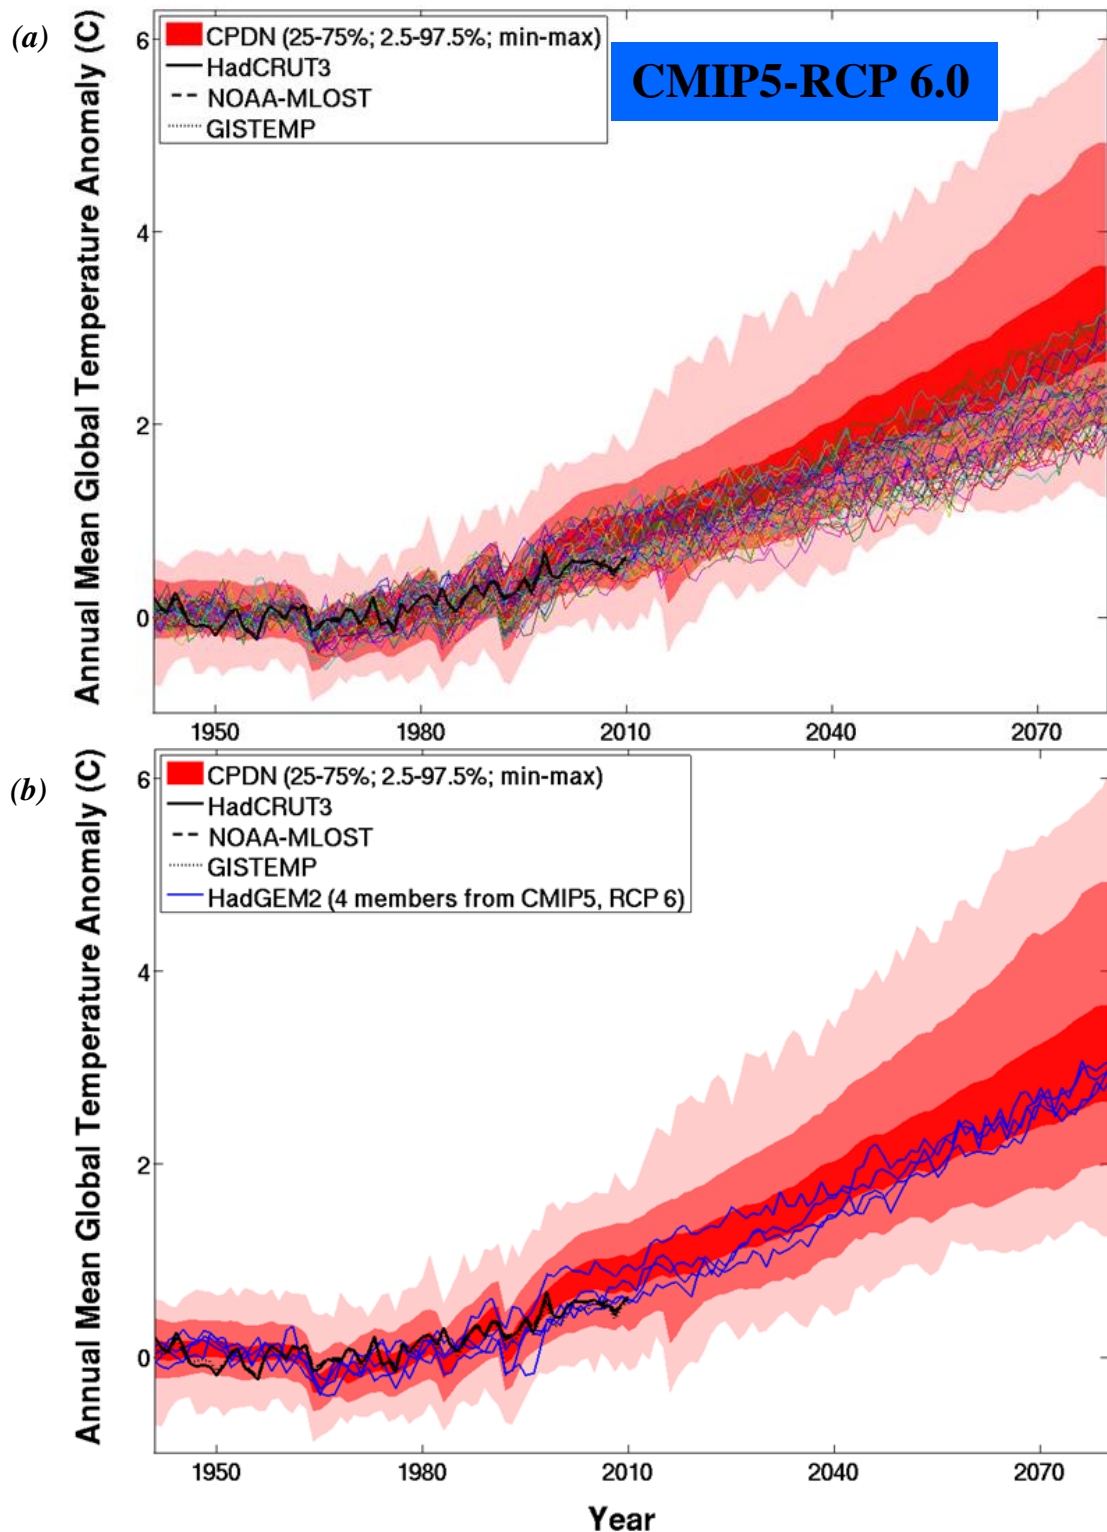 (a)
Annual Mean Global Temperature Anomaly (C)
CPDN (25-75%; 2.5-97.5%; min-max)
HadCRUT3
NOAA-MLOST
GISTEMP
CMIP5-RCP 6.0
6
4
2
0
1950 1980 2010 2040 2070
(b)
Annual Mean Global Temperature Anomaly (C)
CPDN (25-75%; 2.5-97.5%; min-max)
HadCRUT3
NOAA-MLOST
GISTEMP
HadGEM2 (4 members from CMIP5, RCP 6)
6
4
2
0
1950 1980 2010 2040 2070
Year